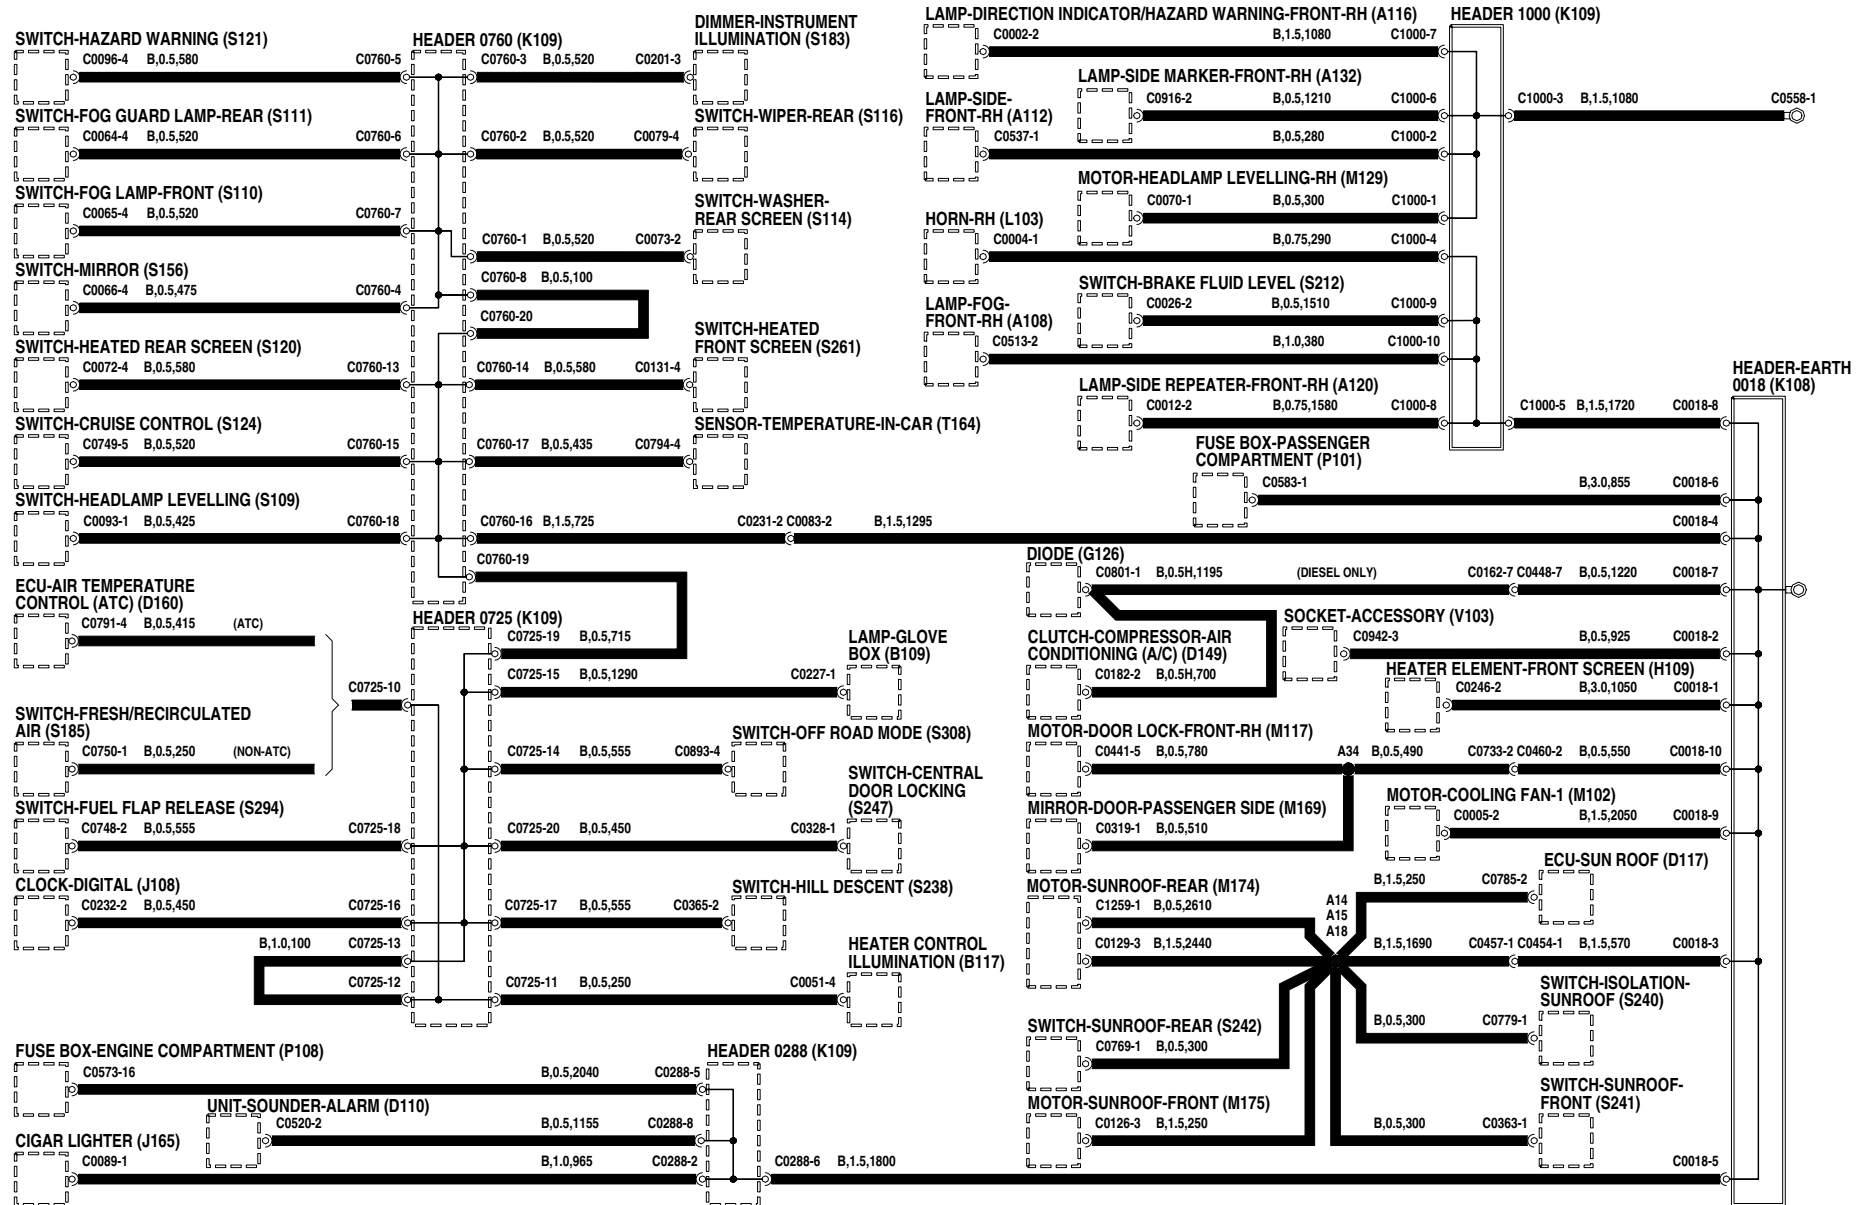 SWITCH-HAZARD WARNING (S121)
C0096-4 B,0.5,580 C0760-5
SWITCH-FOG GUARD LAMP-REAR (S111)
C0064-4 B,0.5,520 C0760-6
SWITCH-FOG LAMP-FRONT (S110)
C0065-4 B,0.5,520 C0760-7
SWITCH-MIRROR (S156)
C0066-4 B,0.5,475 C0760-4
SWITCH-HEATED REAR SCREEN (S120)
C0072-4 B,0.5,580 C0760-13
SWITCH-CRUISE CONTROL (S124)
C0749-5 B,0.5,520 C0760-15
SWITCH-HEADLAMP LEVELLING (S109)
C0093-1 B,0.5,425 C0760-18
HEADER 0760 (K109)
DIMMER-INSTRUMENT
ILLUMINATION (S183)
C0760-3 B,0.5,520 C0201-3
SWITCH-WIPER-REAR (S116)
C0760-2 B,0.5,520 C0079-4
SWITCH-WASHER-
REAR SCREEN (S114)
C0760-1 B,0.5,520 C0073-2
C0760-8 B,0.5,100
C0760-20
SWITCH-HEATED
FRONT SCREEN (S261)
C0760-14 B,0.5,580 C0131-4
SENSOR-TEMPERATURE-IN-CAR (T164)
C0760-17 B,0.5,435 C0794-4
C0760-16 B,1.5,725 C0231-2 C0083-2 B,1.5,1295 C0018-4
C0760-19
ECU-AIR TEMPERATURE
CONTROL (ATC) (D160)
C0791-4 B,0.5,415 (ATC)
C0725-10
SWITCH-FRESH/RECIRCULATED
AIR (S185)
C0750-1 B,0.5,250 (NON-ATC)
SWITCH-FUEL FLAP RELEASE (S294)
C0748-2 B,0.5,555 C0725-18
CLOCK-DIGITAL (J108)
C0232-2 B,0.5,450 C0725-16
B,1.0,100 C0725-13
C0725-12
HEADER 0725 (K109)
C0725-19 B,0.5,715
LAMP-GLOVE
BOX (B109)
C0725-15 B,0.5,1290 C0227-1
SWITCH-OFF ROAD MODE (S308)
C0725-14 B,0.5,555 C0893-4
SWITCH-CENTRAL
DOOR LOCKING
(S247)
C0725-20 B,0.5,450 C0328-1
SWITCH-HILL DESCENT (S238)
C0725-17 B,0.5,555 C0365-2
HEATER CONTROL
ILLUMINATION (B117)
C0725-11 B,0.5,250 C0051-4
FUSE BOX-ENGINE COMPARTMENT (P108)
C0573-16 B,0.5,2040 C0288-5
UNIT-SOUNDER-ALARM (D110)
C0520-2 B,0.5,1155 C0288-8
CIGAR LIGHTER (J165)
C0089-1 B,1.0,965 C0288-2
HEADER 0288 (K109)
C0288-6 B,1.5,1800 C0018-5
LAMP-DIRECTION INDICATOR/HAZARD WARNING-FRONT-RH (A116)
C0002-2 B,1.5,1080 C1000-7
LAMP-SIDE MARKER-FRONT-RH (A132)
C0916-2 B,0.5,1210 C1000-6
LAMP-SIDE-
FRONT-RH (A112)
C0537-1 B,0.5,280 C1000-2
MOTOR-HEADLAMP LEVELLING-RH (M129)
C0070-1 B,0.5,300 C1000-1
HORN-RH (L103)
C0004-1 B,0.75,290 C1000-4
SWITCH-BRAKE FLUID LEVEL (S212)
C0026-2 B,0.5,1510 C1000-9
LAMP-FOG-
FRONT-RH (A108)
C0513-2 B,1.0,380 C1000-10
LAMP-SIDE REPEATER-FRONT-RH (A120)
C0012-2 B,0.75,1580 C1000-8
HEADER 1000 (K109)
C1000-3 B,1.5,1080 C0558-1
C1000-5 B,1.5,1720 C0018-8
HEADER-EARTH
0018 (K108)
FUSE BOX-PASSENGER
COMPARTMENT (P101)
C0583-1 B,3.0,855 C0018-6
DIODE (G126)
C0801-1 B,0.5H,1195 (DIESEL ONLY) C0162-7 C0448-7 B,0.5,1220 C0018-7
CLUTCH-COMPRESSOR-AIR
CONDITIONING (A/C) (D149)
C0182-2 B,0.5H,700
SOCKET-ACCESSORY (V103)
C0942-3 B,0.5,925 C0018-2
HEATER ELEMENT-FRONT SCREEN (H109)
C0246-2 B,3.0,1050 C0018-1
MOTOR-DOOR LOCK-FRONT-RH (M117)
C0441-5 B,0.5,780 A34 B,0.5,490 C0733-2 C0460-2 B,0.5,550 C0018-10
MIRROR-DOOR-PASSENGER SIDE (M169)
C0319-1 B,0.5,510
MOTOR-COOLING FAN-1 (M102)
C0005-2 B,1.5,2050 C0018-9
ECU-SUN ROOF (D117)
B,1.5,250 C0785-2
MOTOR-SUNROOF-REAR (M174)
C1259-1 B,0.5,2610
A14
A15
A18
C0129-3 B,1.5,2440 B,1.5,1690 C0457-1 C0454-1 B,1.5,570 C0018-3
SWITCH-ISOLATION-
SUNROOF (S240)
B,0.5,300 C0779-1
SWITCH-SUNROOF-REAR (S242)
C0769-1 B,0.5,300
SWITCH-SUNROOF-
FRONT (S241)
B,0.5,300 C0363-1
MOTOR-SUNROOF-FRONT (M175)
C0126-3 B,1.5,250